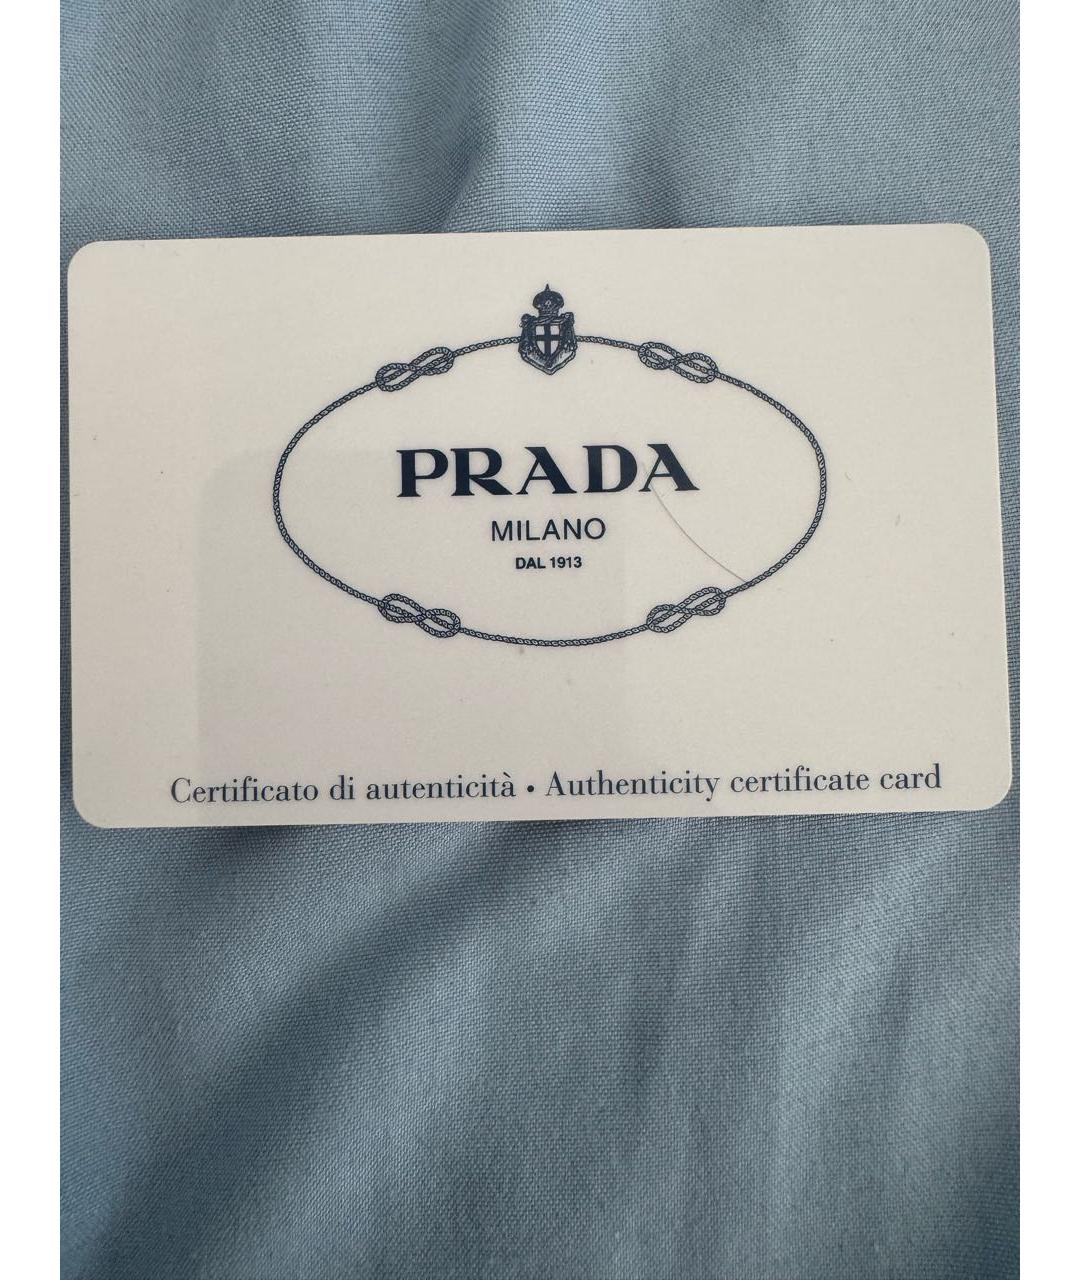 PRADA
MILANO
DAL 1913
Certificato di autenticità • Authenticity certificate card